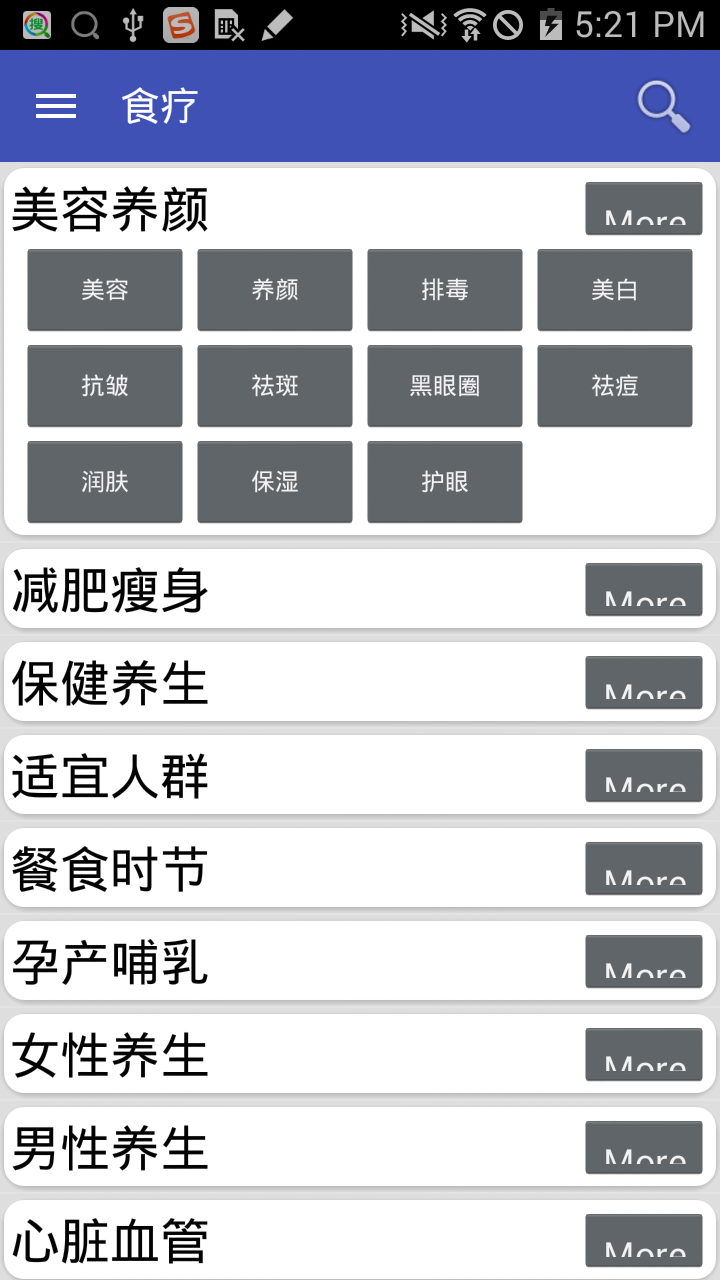 搜 5:21 PM
食疗
美容养颜 More
美容 养颜 排毒 美白
抗皱 祛斑 黑眼圈 祛痘
润肤 保湿 护眼
减肥瘦身 More
保健养生 More
适宜人群 More
餐食时节 More
孕产哺乳 More
女性养生 More
男性养生 More
心脏血管 More